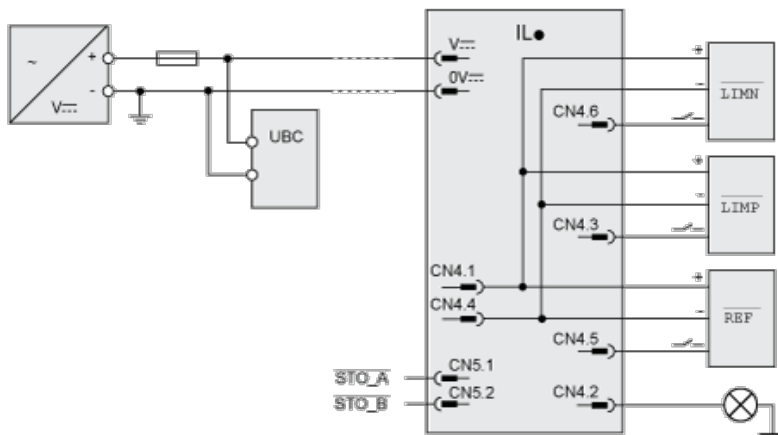 ~
+
-
V⎓
UBC
IL●
V⎓
0V⎓
CN4.6
CN4.3
CN4.1
CN4.4
CN4.5
CN5.1
CN5.2
CN4.2
STO_A
STO_B
+
-
LIMN
+
-
LIMP
+
-
REF